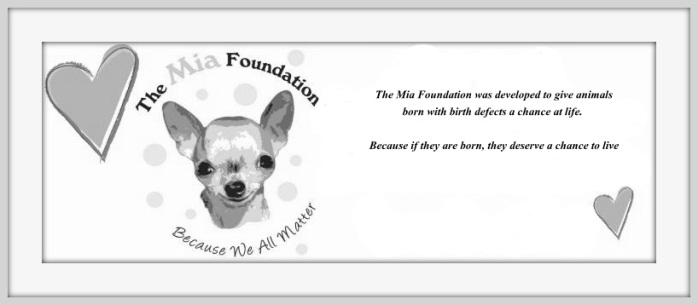 The Mia Foundation
Because We All Matter
The Mia Foundation was developed to give animals
born with birth defects a chance at life.
Because if they are born, they deserve a chance to live